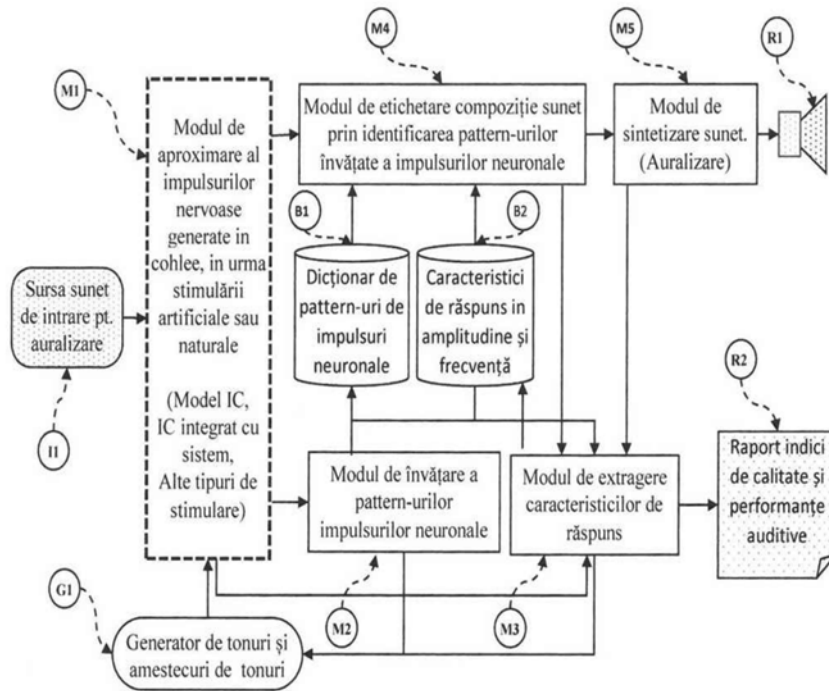 M4
M5
R1
M1
Modul de
aproximare al
impulsurilor
nervoase
generate in
cohlee, in urma
stimulării
artificiale sau
naturale
(Model IC,
IC integrat cu
sistem,
Alte tipuri de
stimulare)
Modul de etichetare compoziție sunet
prin identificarea pattern-urilor
învățate a impulsurilor neuronale
Modul de
sintetizare sunet.
(Auralizare)
B1
B2
Sursa sunet
de intrare pt.
auralizare
I1
Dicționar de
pattern-uri de
impulsuri
neuronale
Caracteristici
de răspuns in
amplitudine și
frecvență
R2
Modul de învățare a
pattern-urilor
impulsurilor neuronale
Modul de extragere
caracteristicilor de
răspuns
Raport indici
de calitate și
performanțe
auditive
G1
M2
M3
Generator de tonuri și
amestecuri de tonuri